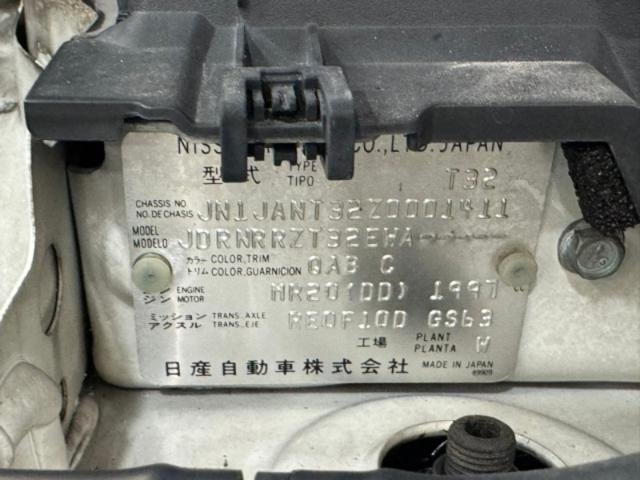 NISS CO.,LTD.JAPAN
型式 TYPE TIPO T32
CHASSIS NO. NO.DE CHASIS JN1JANT32Z0001411
MODEL MODELO JDRNRRZT32EWA-----
カラー トリム COLOR,TRIM COLOR,GUARNICION QAB C
ジン ENGINE MOTOR MR20(DD) 1997 cc
ミッション アクスル TRANS.,AXLE TRANS.,EJE RE0F10D GS63
工場 PLANT PLANTA W
日産自動車株式会社 MADE IN JAPAN